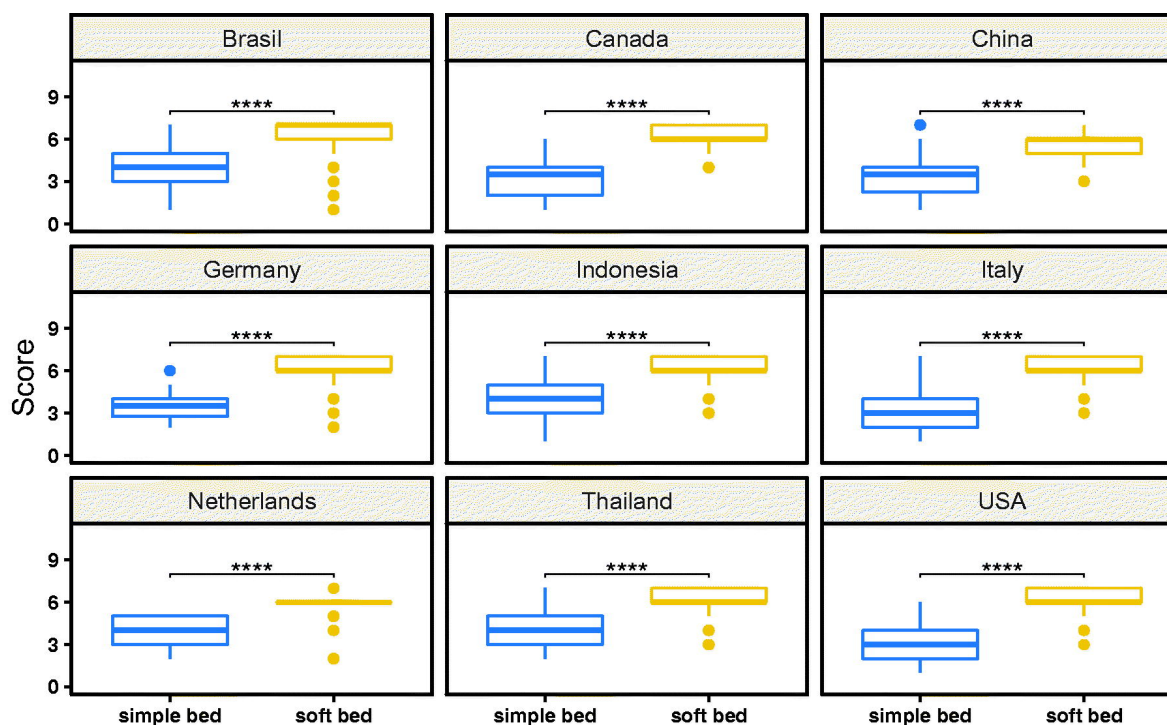 Brasil Canada China
9 **** **** ****
6
3
0
Germany Indonesia Italy
9 **** **** ****
6
3
0
Score
Netherlands Thailand USA
9 **** **** ****
6
3
0
simple bed soft bed simple bed soft bed simple bed soft bed